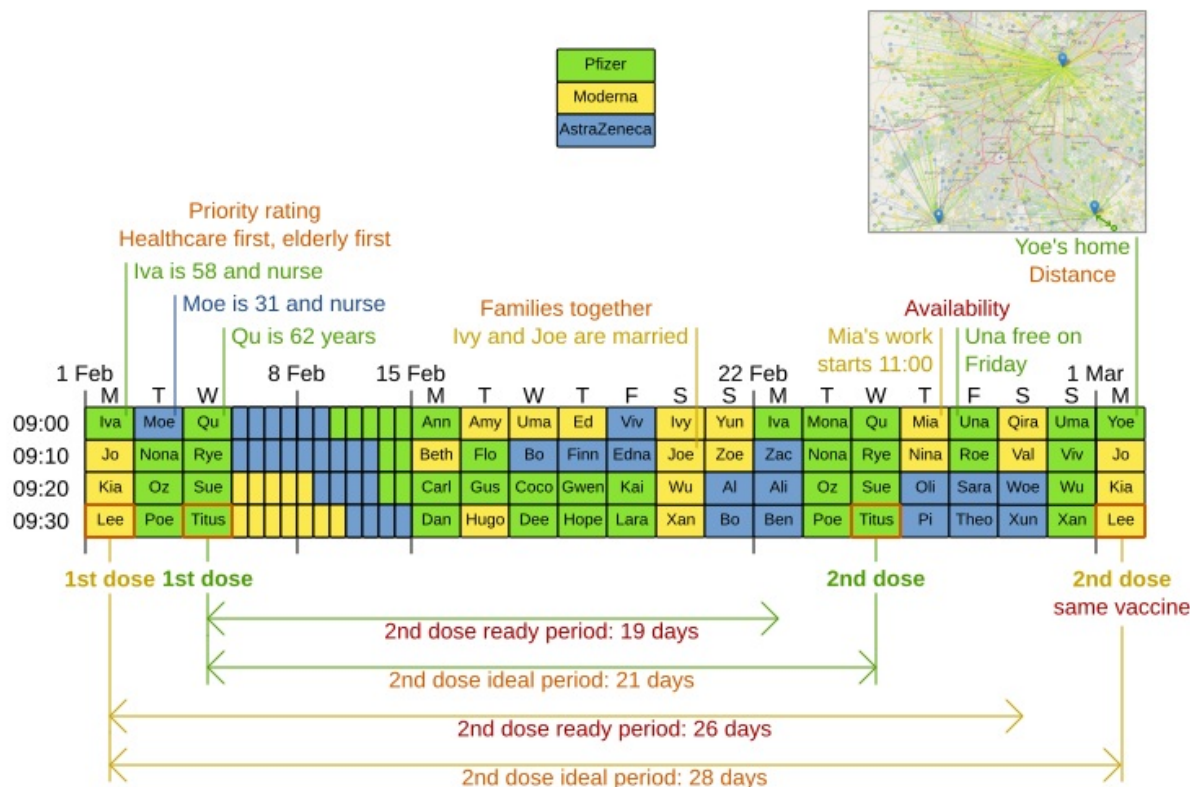 Pfizer
Moderna
AstraZeneca
Priority rating
Healthcare first, elderly first
Iva is 58 and nurse
Moe is 31 and nurse
Qu is 62 years
Families together
Ivy and Joe are married
Availability
Mia's work
starts 11:00
Una free on
Friday
Yoe's home
Distance
1 Feb 8 Feb 15 Feb 22 Feb 1 Mar
M T W M T W T F S S M T W T F S S M
09:00 Iva Moe Qu Ann Amy Uma Ed Viv Ivy Yun Iva Mona Qu Mia Una Qira Uma Yoe
09:10 Jo Nona Rye Beth Flo Bo Finn Edna Joe Zoe Zac Nona Rye Nina Roe Val Viv Jo
09:20 Kia Oz Sue Carl Gus Coco Gwen Kai Wu Al Ali Oz Sue Oli Sara Woe Wu Kia
09:30 Lee Poe Titus Dan Hugo Dee Hope Lara Xan Bo Ben Poe Titus Pi Theo Xun Xan Lee
1st dose 1st dose 2nd dose 2nd dose
same vaccine
2nd dose ready period: 19 days
2nd dose ideal period: 21 days
2nd dose ready period: 26 days
2nd dose ideal period: 28 days